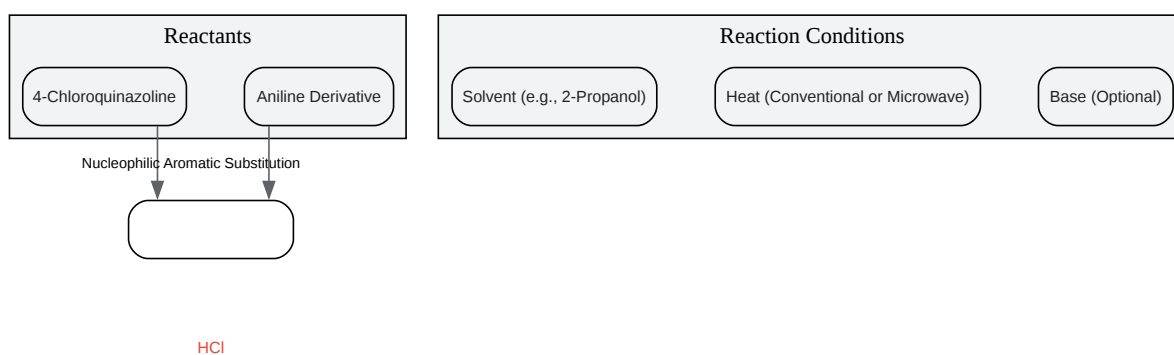 Reactants
4-Chloroquinazoline
Aniline Derivative
Nucleophilic Aromatic Substitution
HCl
Reaction Conditions
Solvent (e.g., 2-Propanol)
Heat (Conventional or Microwave)
Base (Optional)